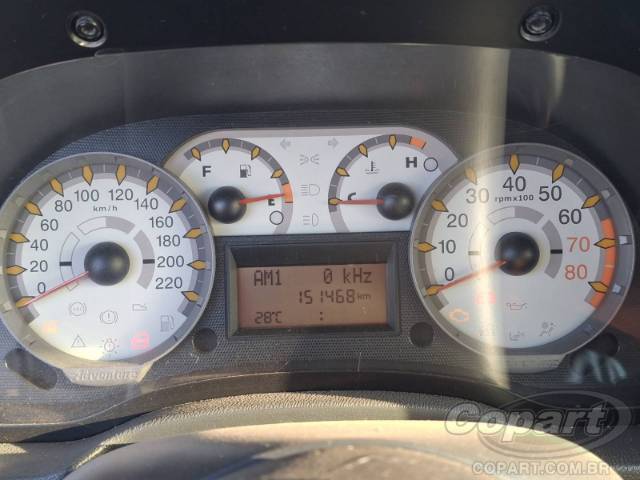 F
E
C
H
0
20
40
60
80
100
120
140
160
180
200
220
km/h
AM1 0 kHz
151468 km
28°C :
0
10
20
30
40
50
60
70
80
rpm x100
Adventure
Copart
COPART.COM.BR